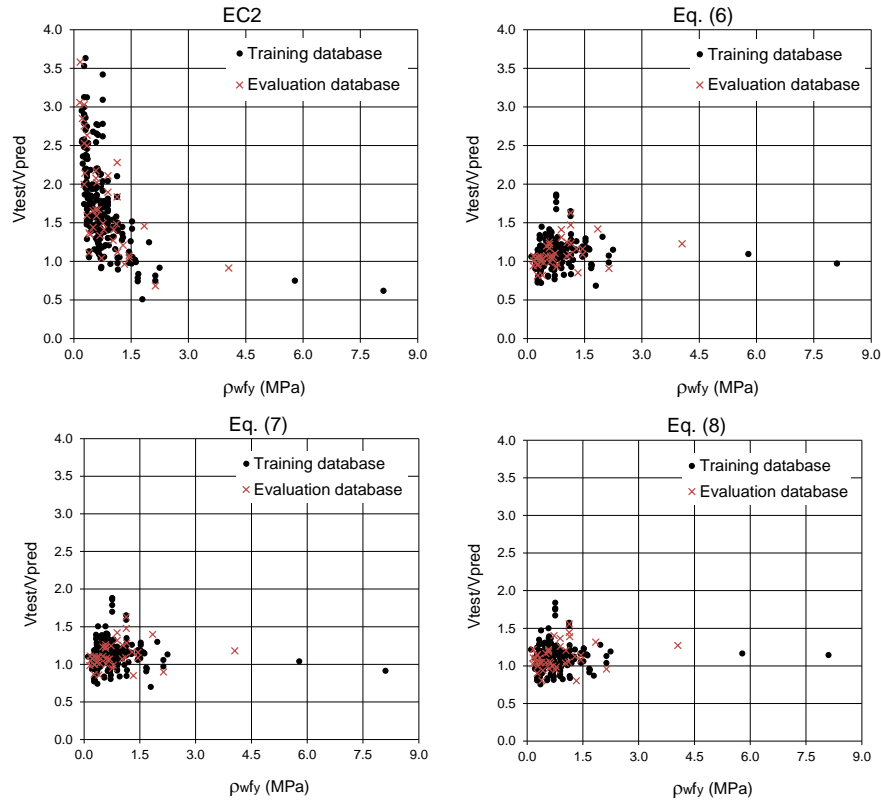 EC2
4.0
3.5
3.0
2.5
2.0
1.5
1.0
0.5
0.0
Vtest/Vpred
Training database
Evaluation database
0.0 1.5 3.0 4.5 6.0 7.5 9.0
ρwfy (MPa)
Eq. (6)
4.0
3.5
3.0
2.5
2.0
1.5
1.0
0.5
0.0
Vtest/Vpred
Training database
Evaluation database
0.0 1.5 3.0 4.5 6.0 7.5 9.0
ρwfy (MPa)
Eq. (7)
4.0
3.5
3.0
2.5
2.0
1.5
1.0
0.5
0.0
Vtest/Vpred
Training database
Evaluation database
0.0 1.5 3.0 4.5 6.0 7.5 9.0
ρwfy (MPa)
Eq. (8)
4.0
3.5
3.0
2.5
2.0
1.5
1.0
0.5
0.0
Vtest/Vpred
Training database
Evaluation database
0.0 1.5 3.0 4.5 6.0 7.5 9.0
ρwfy (MPa)